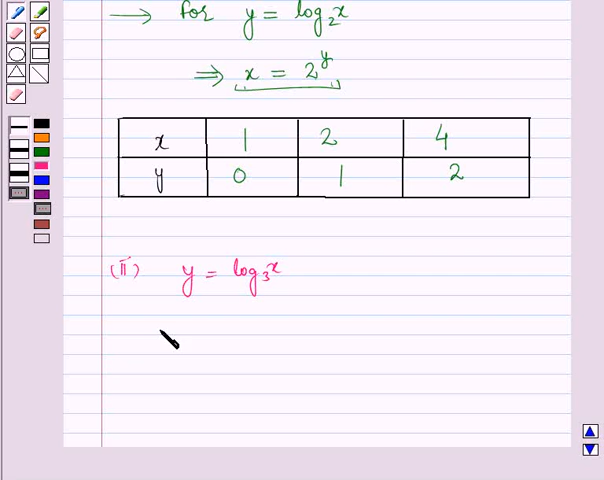 → For y = log₂x
⇒ x = 2^y
x 1 2 4
y 0 1 2
(II) y = log₃x